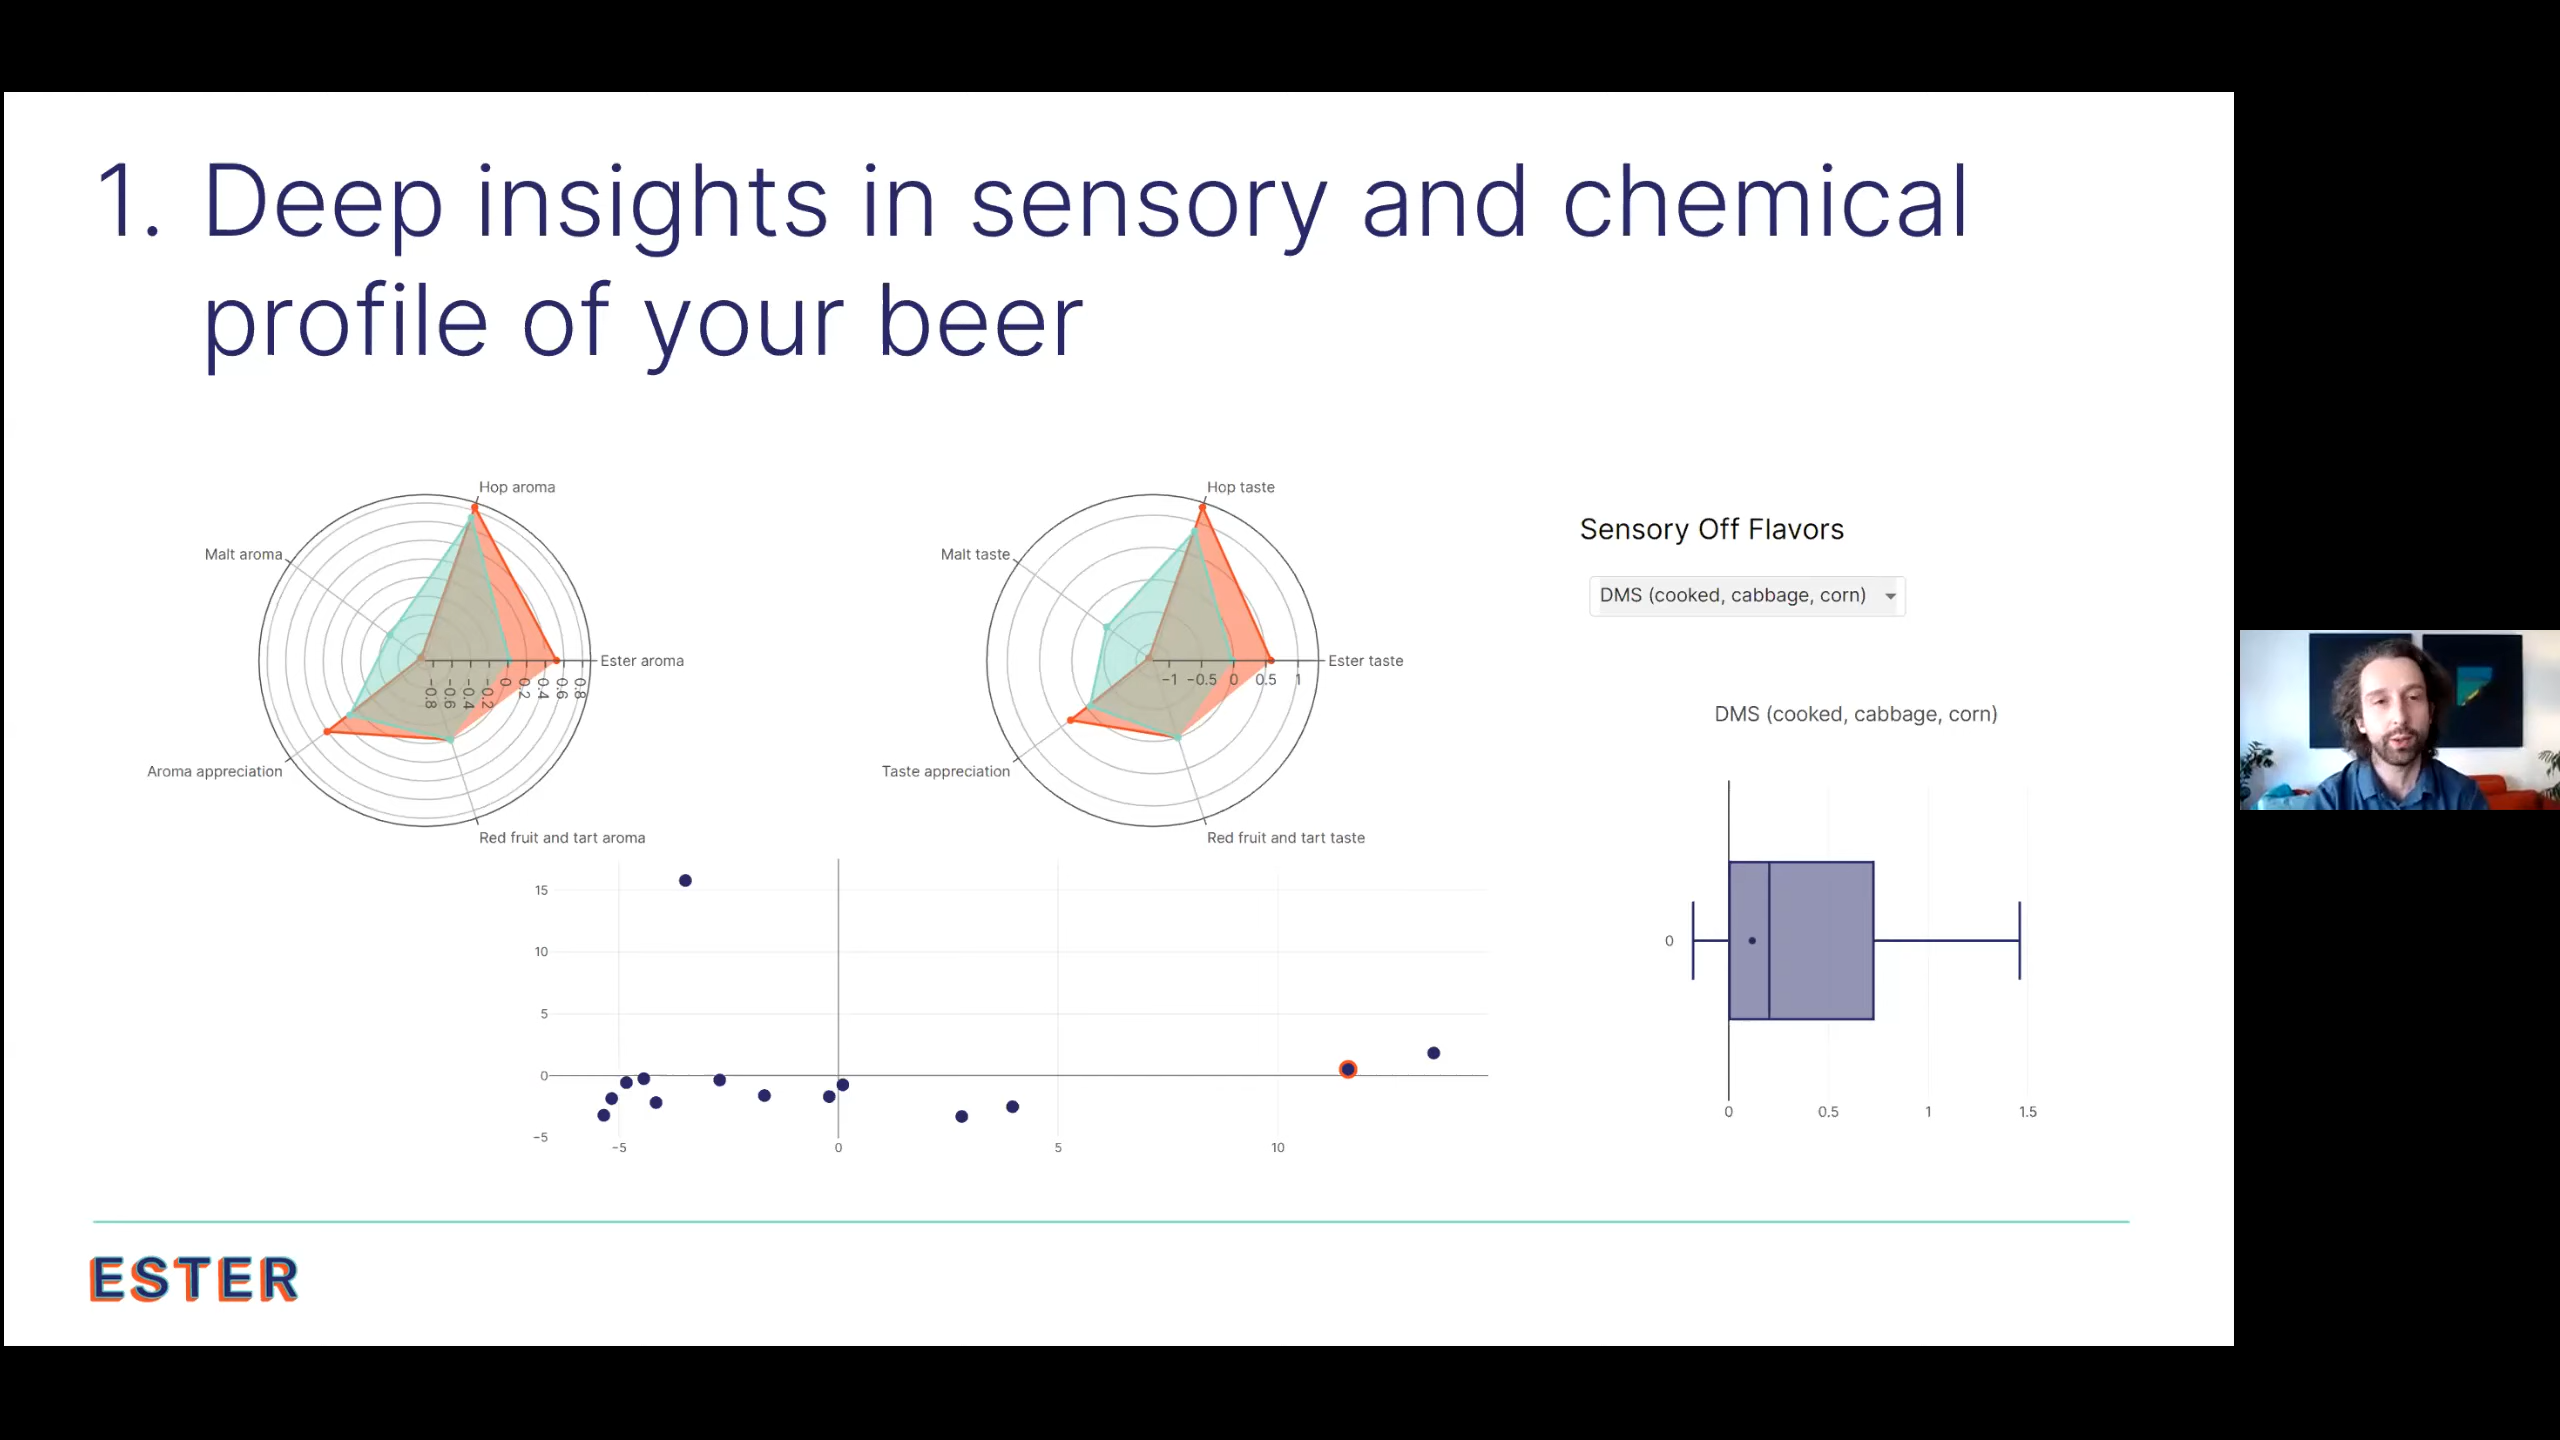 1. Deep insights in sensory and chemical
profile of your beer
Hop aroma
Malt aroma
Ester aroma
-0.8
-0.6
-0.4
-0.2
0
0.2
0.4
0.6
0.8
Aroma appreciation
Red fruit and tart aroma
Hop taste
Malt taste
Ester taste
−1 −0.5 0 0.5 1
Taste appreciation
Red fruit and tart taste
Sensory Off Flavors
DMS (cooked, cabbage, corn)
DMS (cooked, cabbage, corn)
0
0 0.5 1 1.5
15
10
5
0
−5
−5 0 5 10
ESTER